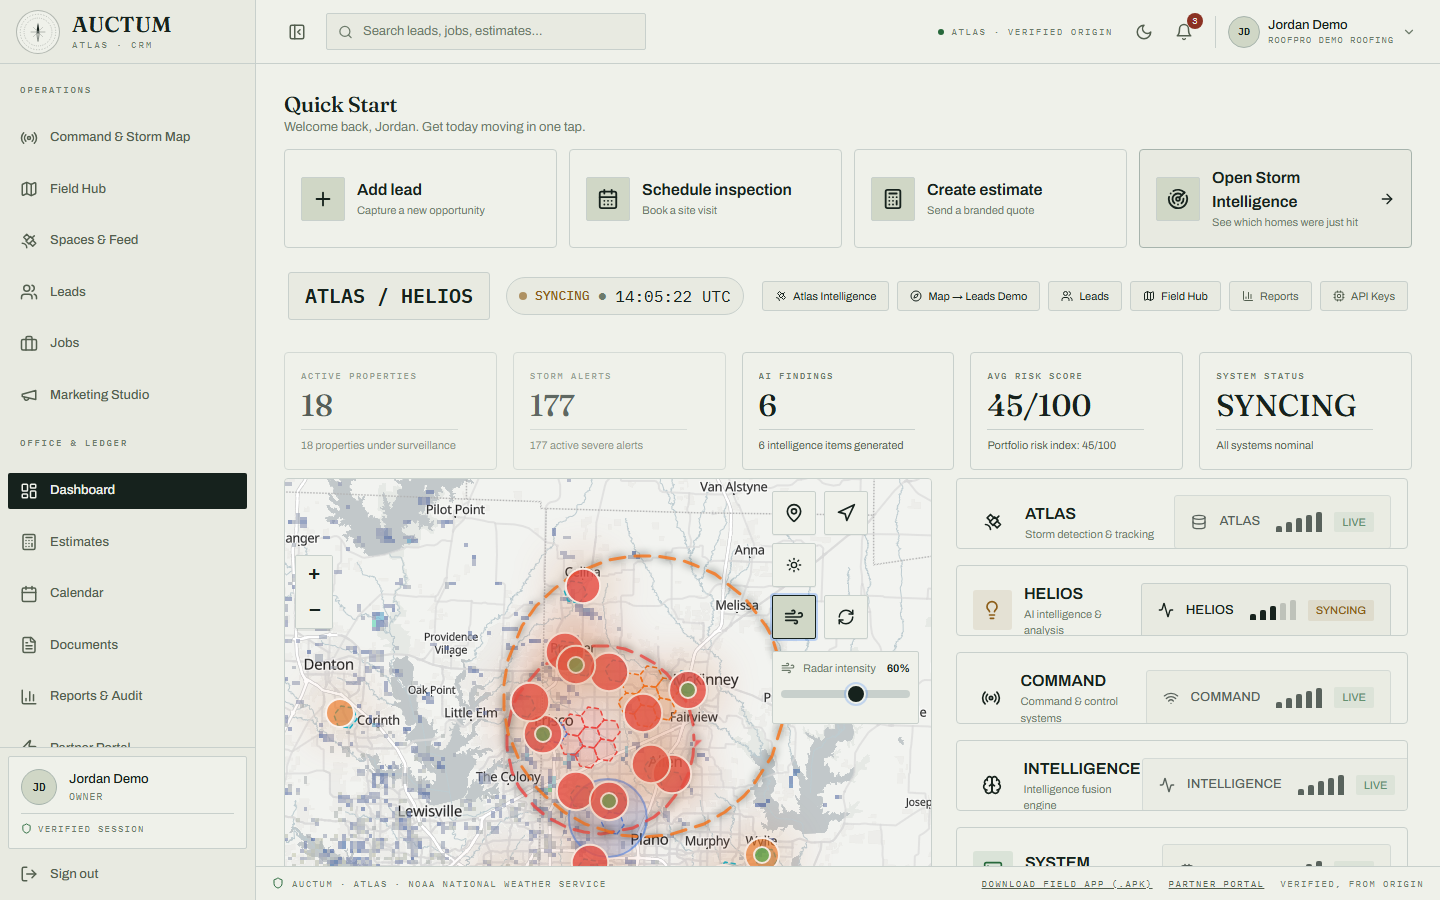 AUCTUM
ATLAS · CRM
Search leads, jobs, estimates...
ATLAS · VERIFIED ORIGIN
3
JD
Jordan Demo
ROOFPRO DEMO ROOFING
OPERATIONS
Command & Storm Map
Field Hub
Spaces & Feed
Leads
Jobs
Marketing Studio
OFFICE & LEDGER
Dashboard
Estimates
Calendar
Documents
Reports & Audit
Partner Portal
JD
Jordan Demo
OWNER
VERIFIED SESSION
Sign out
Quick Start
Welcome back, Jordan. Get today moving in one tap.
Add lead
Capture a new opportunity
Schedule inspection
Book a site visit
Create estimate
Send a branded quote
Open Storm
Intelligence
See which homes were just hit
ATLAS / HELIOS
SYNCING
14:05:22 UTC
Atlas Intelligence
Map → Leads Demo
Leads
Field Hub
Reports
API Keys
ACTIVE PROPERTIES
18
18 properties under surveillance
STORM ALERTS
177
177 active severe alerts
AI FINDINGS
6
6 intelligence items generated
AVG RISK SCORE
45/100
Portfolio risk index: 45/100
SYSTEM STATUS
SYNCING
All systems nominal
Van Alstyne
Pilot Point
anger
Anna
Celina
Melissa
+
−
Providence
Village
Denton
Oak Point
Little Elm
Corinth
Fairview
The Colony
Lewisville
Plano
Murphy
Wylie
Josep
e
P
Radar intensity
60%
ATLAS
Storm detection & tracking
ATLAS
LIVE
HELIOS
AI intelligence &
analysis
HELIOS
SYNCING
COMMAND
Command & control
systems
COMMAND
LIVE
INTELLIGENCE
Intelligence fusion
engine
INTELLIGENCE
LIVE
SYSTEM
AUCTUM · ATLAS · NOAA NATIONAL WEATHER SERVICE
DOWNLOAD FIELD APP (.APK)
PARTNER PORTAL
VERIFIED, FROM ORIGIN